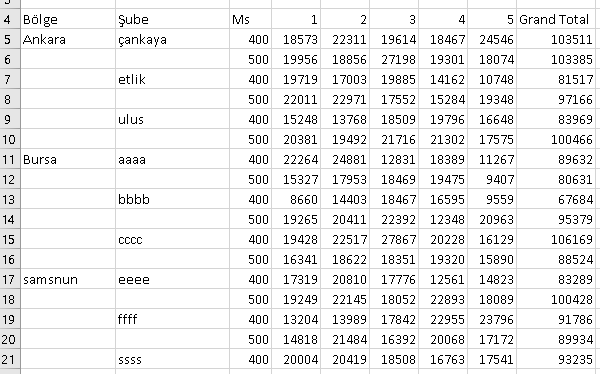 4 Bölge Şube Ms 1 2 3 4 5 Grand Total
5 Ankara çankaya 400 18573 22311 19614 18467 24546 103511
6 500 19956 18856 27198 19301 18074 103385
7 etlik 400 19719 17003 19885 14162 10748 81517
8 500 22011 22971 17552 15284 19348 97166
9 ulus 400 15248 13768 18509 19796 16648 83969
10 500 20381 19492 21716 21302 17575 100466
11 Bursa aaaa 400 22264 24881 12831 18389 11267 89632
12 500 15327 17953 18469 19475 9407 80631
13 bbbb 400 8660 14403 18467 16595 9559 67684
14 500 19265 20411 22392 12348 20963 95379
15 cccc 400 19428 22517 27867 20228 16129 106169
16 500 16341 18622 18351 19320 15890 88524
17 samsnun eeee 400 17319 20810 17776 12561 14823 83289
18 500 19249 22145 18052 22893 18089 100428
19 ffff 400 13204 13989 17842 22955 23796 91786
20 500 14818 21484 16392 20068 17172 89934
21 ssss 400 20004 20419 18508 16763 17541 93235